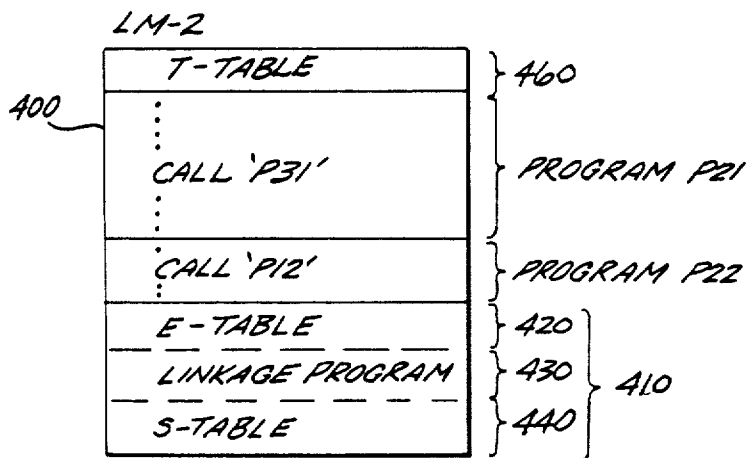 LM-2
T-TABLE 460
400
CALL 'P31' PROGRAM P21
CALL 'P12' PROGRAM P22
E-TABLE 420
LINKAGE PROGRAM 430 410
S-TABLE 440